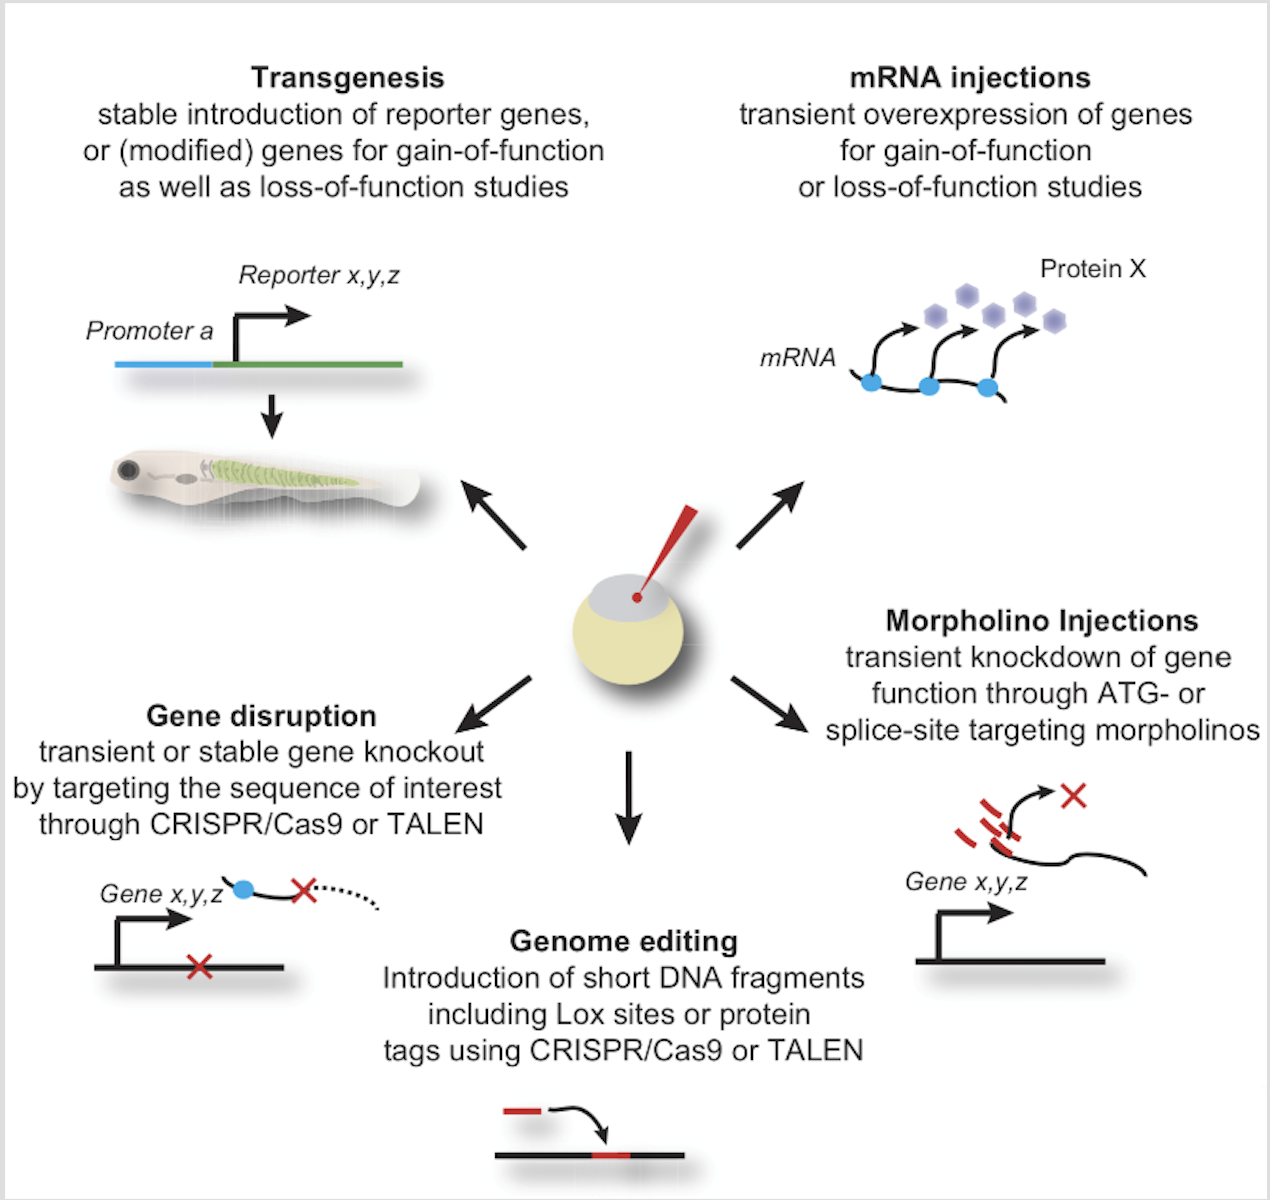 Transgenesis
stable introduction of reporter genes,
or (modified) genes for gain-of-function
as well as loss-of-function studies
Reporter x,y,z
Promoter a
mRNA injections
transient overexpression of genes
for gain-of-function
or loss-of-function studies
Protein X
mRNA
Morpholino Injections
transient knockdown of gene
function through ATG- or
splice-site targeting morpholinos
Gene x,y,z
Gene disruption
transient or stable gene knockout
by targeting the sequence of interest
through CRISPR/Cas9 or TALEN
Gene x,y,z
Genome editing
Introduction of short DNA fragments
including Lox sites or protein
tags using CRISPR/Cas9 or TALEN